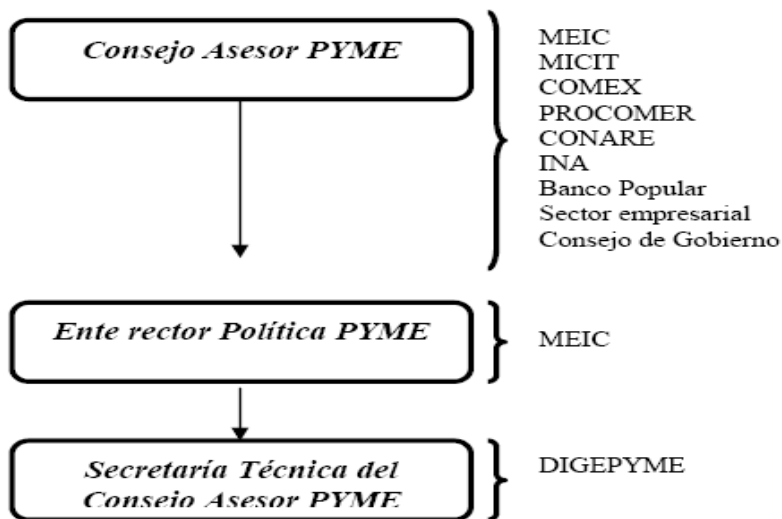 Consejo Asesor PYME
MEIC
MICIT
COMEX
PROCOMER
CONARE
INA
Banco Popular
Sector empresarial
Consejo de Gobierno
Ente rector Política PYME
MEIC
Secretaría Técnica del
Consejo Asesor PYME
DIGEPYME